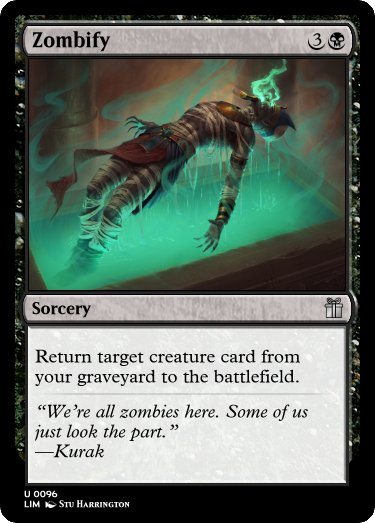 Zombify 3
Sorcery
Return target creature card from
your graveyard to the battlefield.
“We’re all zombies here. Some of us
just look the part.”
—Kurak
U 0096
LIM Stu Harrington